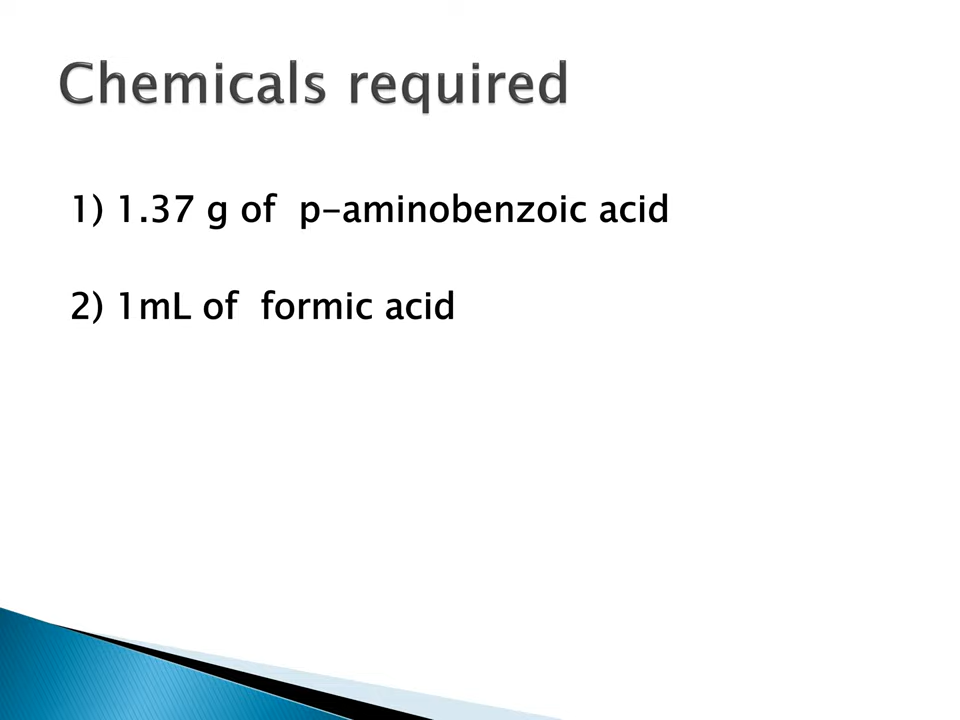 Chemicals required
1) 1.37 g of  p-aminobenzoic acid
2) 1mL of  formic acid